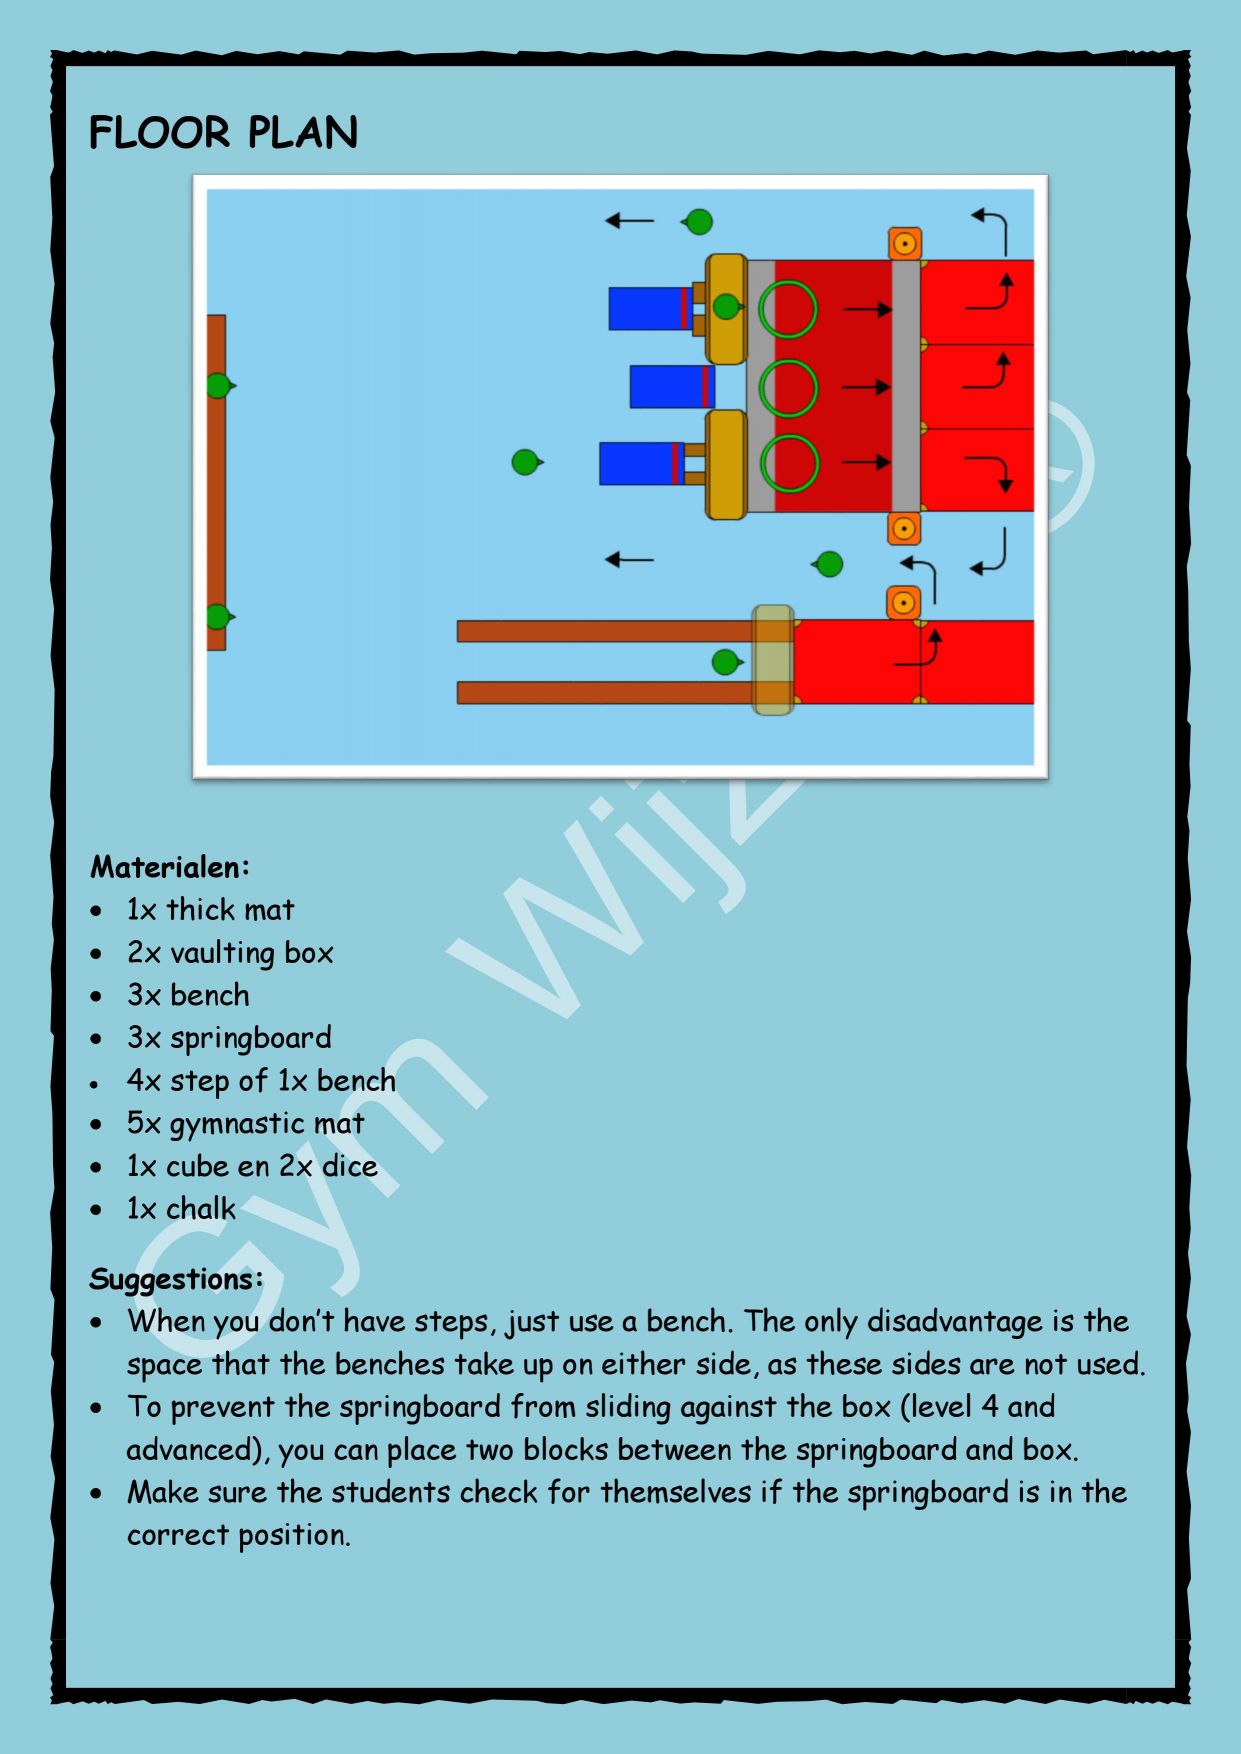 FLOOR PLAN
Materialen:
• 1x thick mat
• 2x vaulting box
• 3x bench
• 3x springboard
• 4x step of 1x bench
• 5x gymnastic mat
• 1x cube en 2x dice
• 1x chalk
Suggestions:
• When you don’t have steps, just use a bench. The only disadvantage is the
space that the benches take up on either side, as these sides are not used.
• To prevent the springboard from sliding against the box (level 4 and
advanced), you can place two blocks between the springboard and box.
• Make sure the students check for themselves if the springboard is in the
correct position.
Gym